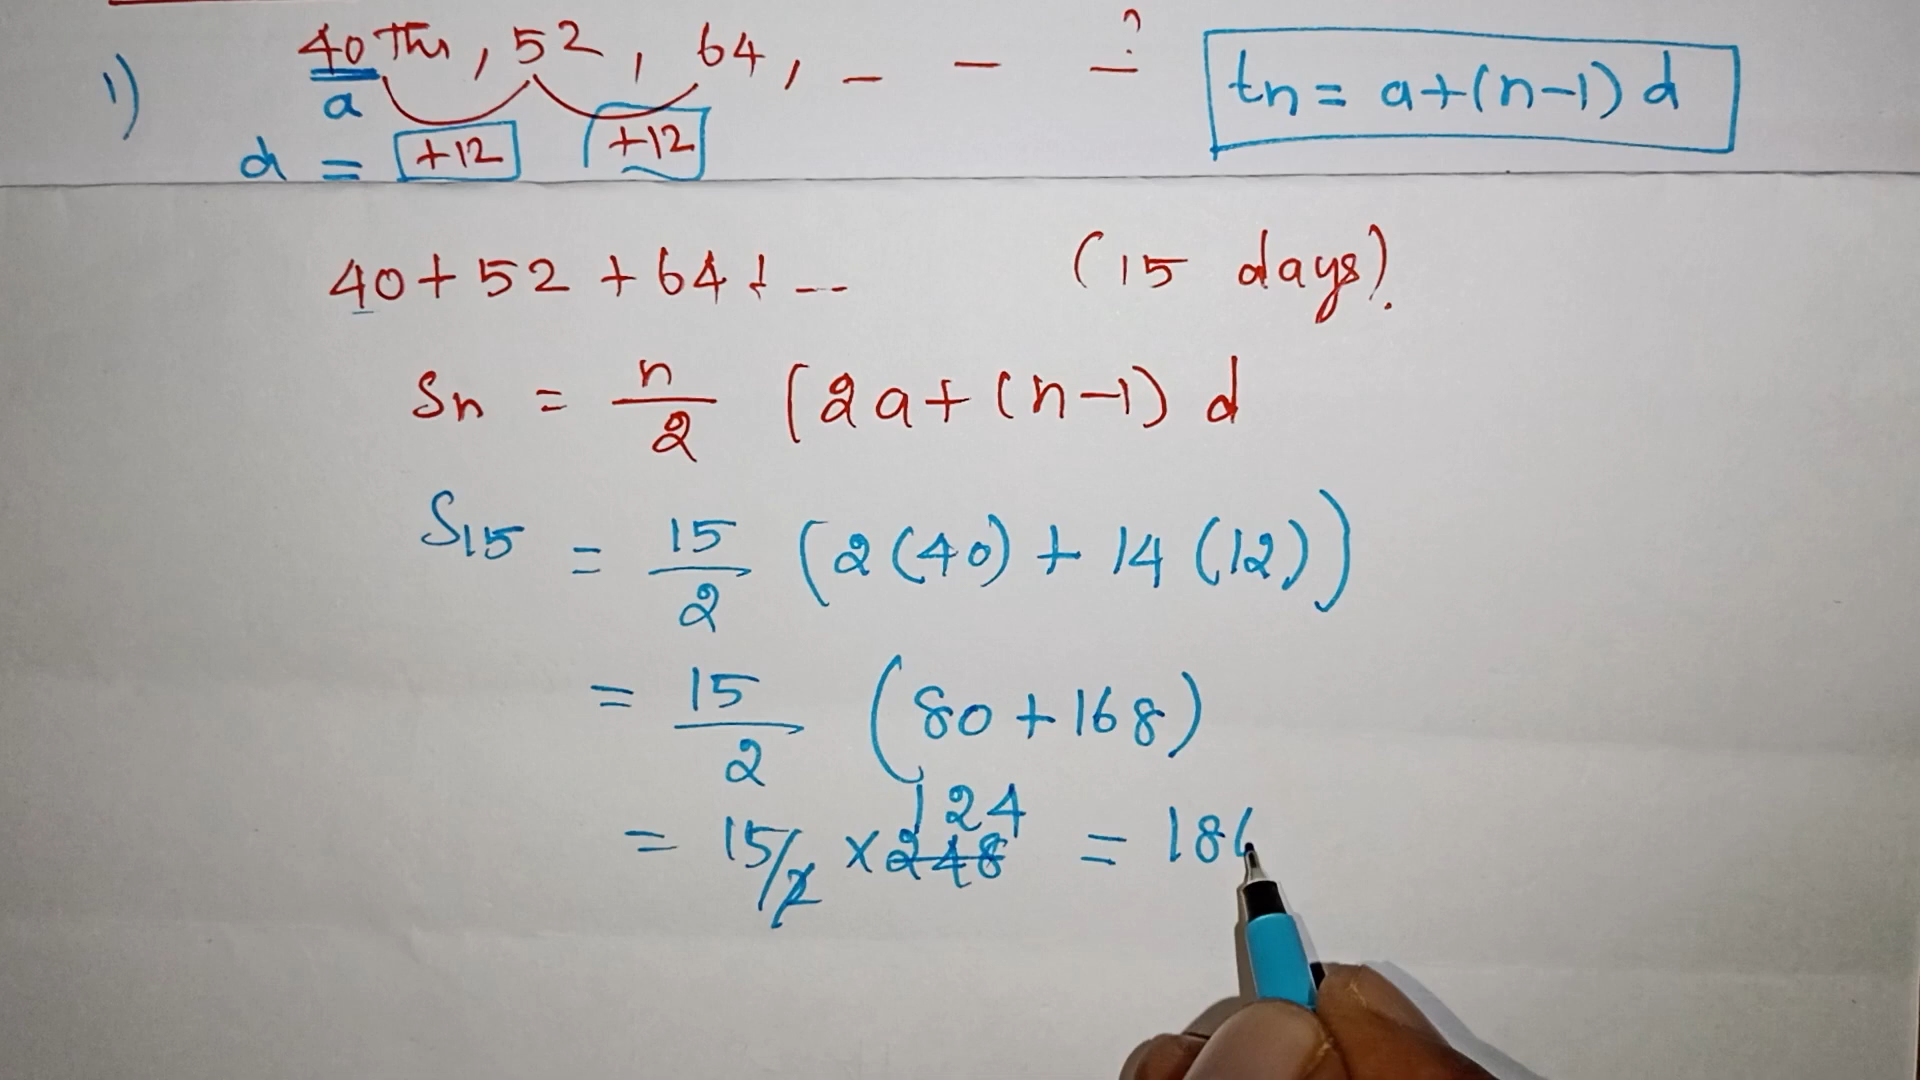 1) 40 Ths, 52, 64, _ _ _?
a
d = +12 +12
tn = a+(n-1)d
40+52+64+-- (15 days).
Sn = n/2 (2a+(n-1)d
S15 = 15/2 (2(40)+14(12))
= 15/2 (80+168)
124
= 15/2 x 248 = 186